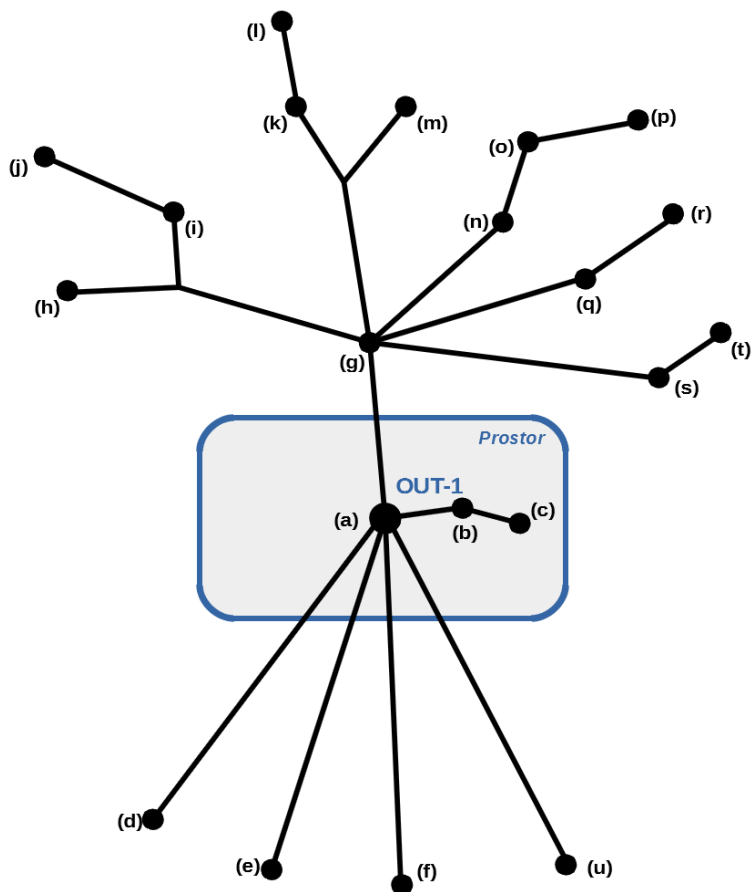 (l)
(k)
(m)
(p)
(o)
(j)
(i)
(n)
(r)
(h)
(q)
(g)
(t)
(s)
Prostor
OUT-1
(a)
(b)
(c)
(d)
(e)
(f)
(u)